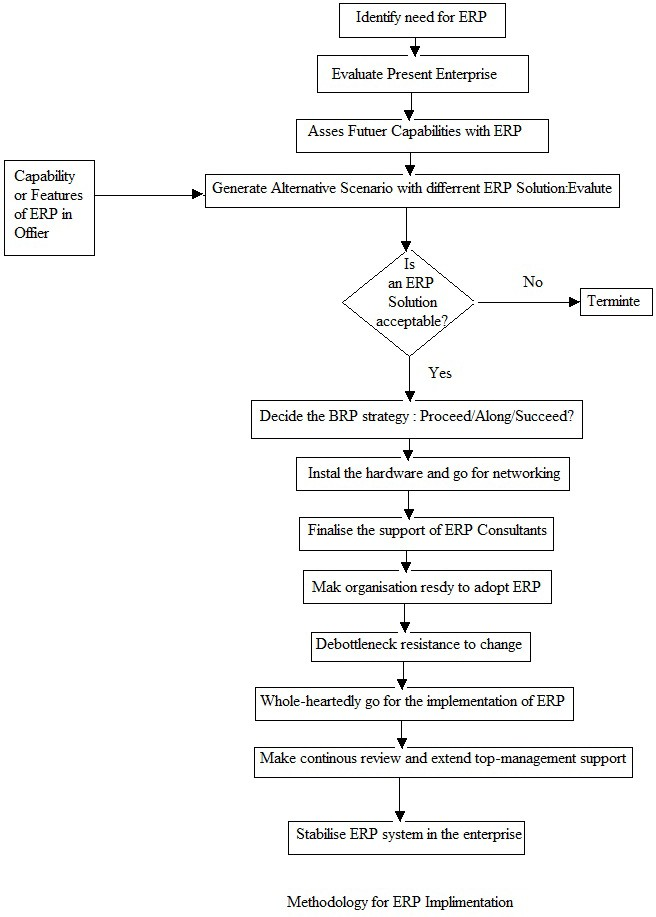 Identify need for ERP
Evaluate Present Enterprise
Asses Futuer Capabilities with ERP
Capability
or Features
of ERP in
Offier
Generate Alternative Scenario with differrent ERP Solution:Evalute
Is
an ERP
Solution
acceptable?
No
Terminte
Yes
Decide the BRP strategy : Proceed/Along/Succeed?
Instal the hardware and go for networking
Finalise the support of ERP Consultants
Mak organisation resdy to adopt ERP
Debottleneck resistance to change
Whole-heartedly go for the implementation of ERP
Make continous review and extend top-management support
Stabilise ERP system in the enterprise
Methodology for ERP Implimentation